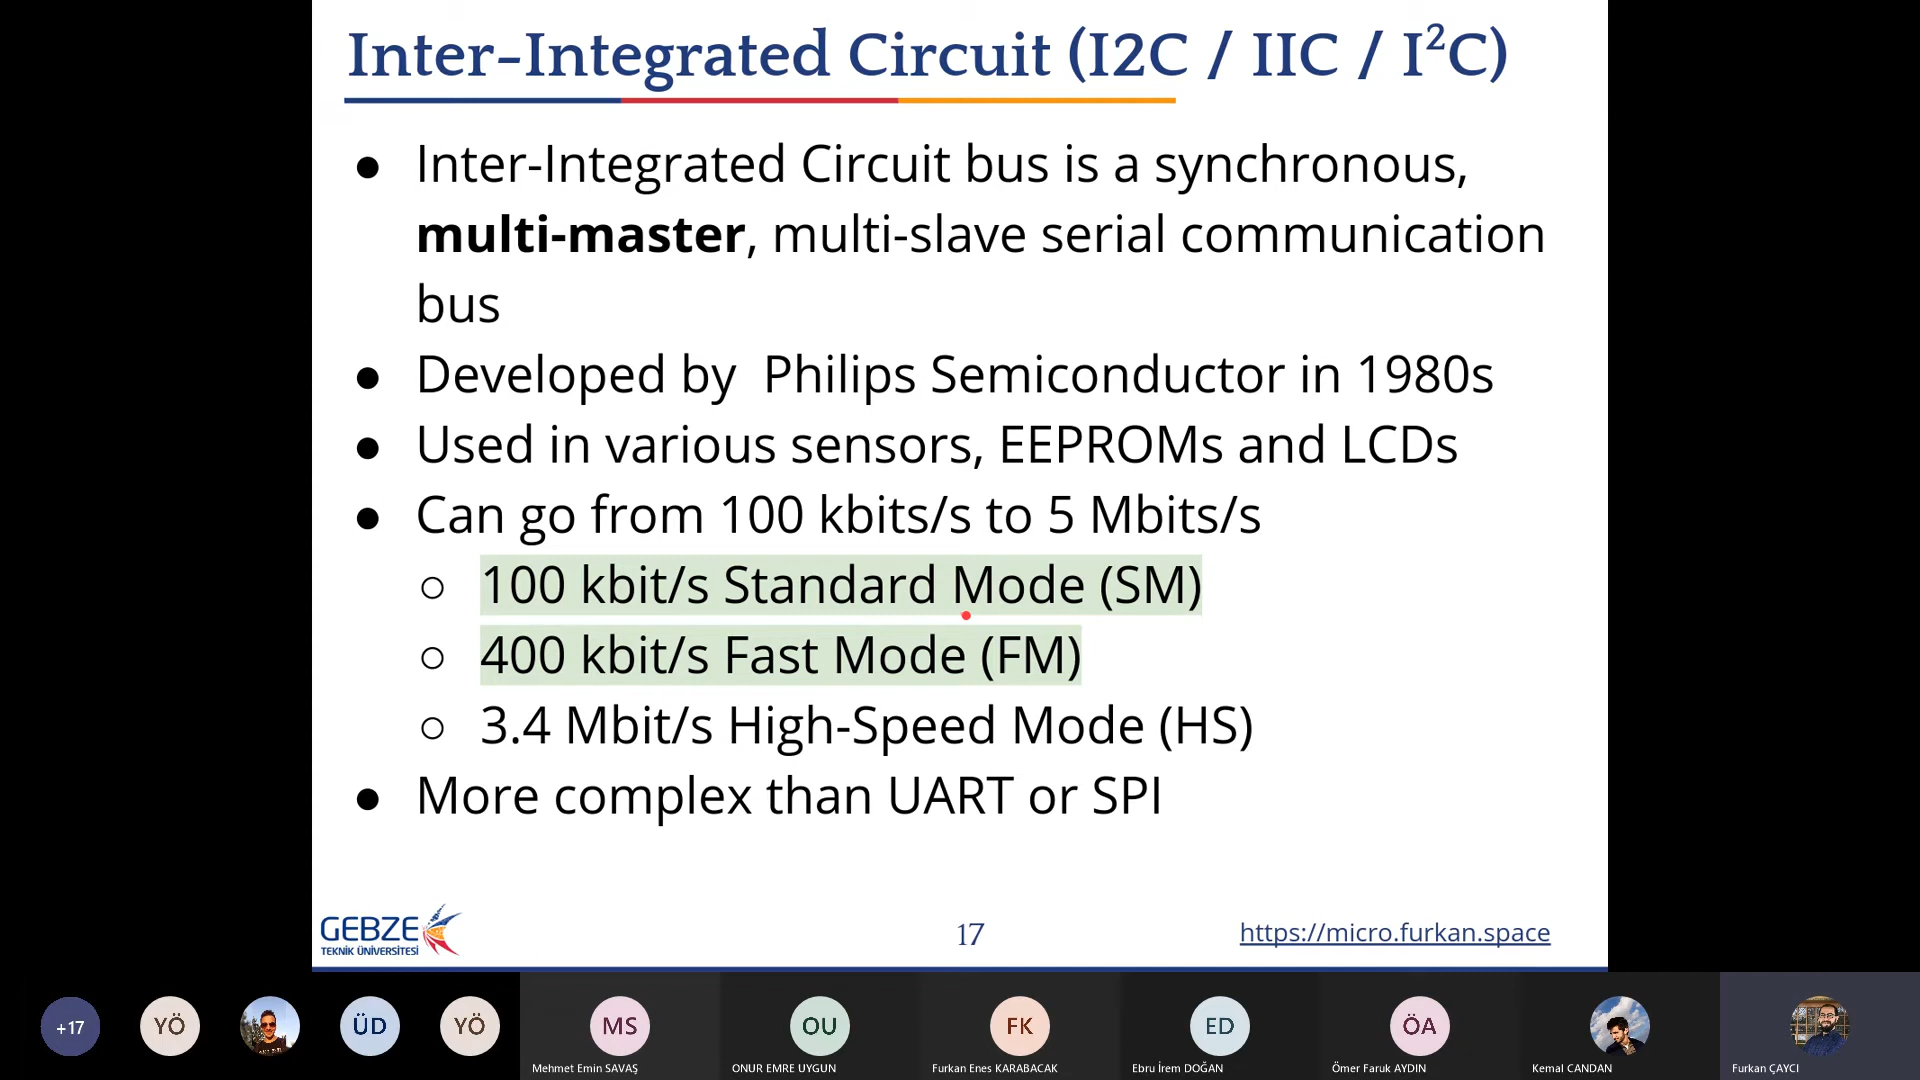 Inter-Integrated Circuit (I2C / IIC / I²C)
● Inter-Integrated Circuit bus is a synchronous,
multi-master, multi-slave serial communication
bus
● Developed by  Philips Semiconductor in 1980s
● Used in various sensors, EEPROMs and LCDs
● Can go from 100 kbits/s to 5 Mbits/s
○ 100 kbit/s Standard Mode (SM)
○ 400 kbit/s Fast Mode (FM)
○ 3.4 Mbit/s High-Speed Mode (HS)
● More complex than UART or SPI
GEBZE
TEKNİK ÜNİVERSİTESİ
17
https://micro.furkan.space
+17
YÖ
ÜD
YÖ
MS
OU
FK
ED
ÖA
Mehmet Emin SAVAŞ
ONUR EMRE UYGUN
Furkan Enes KARABACAK
Ebru İrem DOĞAN
Ömer Faruk AYDIN
Kemal CANDAN
Furkan ÇAYCI